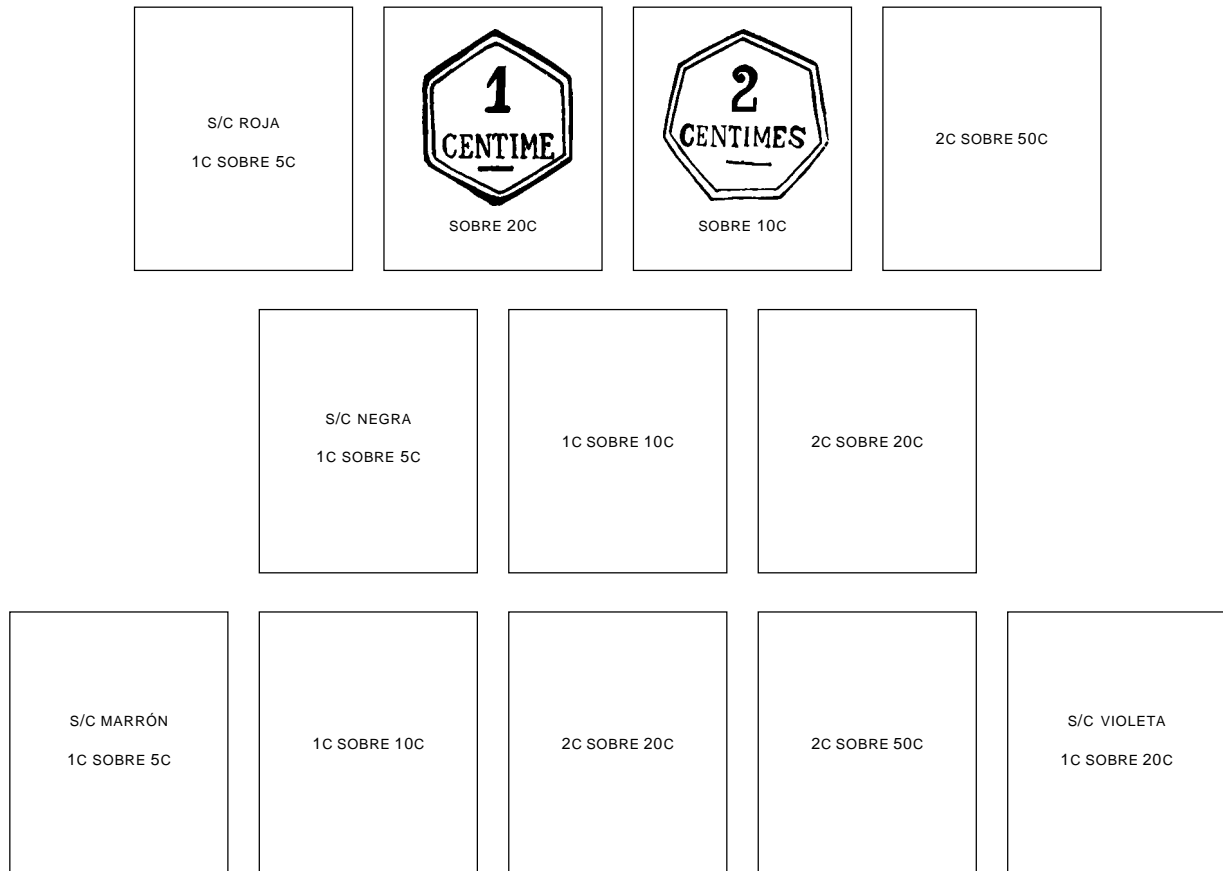 S/C ROJA
1C SOBRE 5C
1
CENTIME
SOBRE 20C
2
CENTIMES
SOBRE 10C
2C SOBRE 50C
S/C NEGRA
1C SOBRE 5C
1C SOBRE 10C
2C SOBRE 20C
S/C MARRÓN
1C SOBRE 5C
1C SOBRE 10C
2C SOBRE 20C
2C SOBRE 50C
S/C VIOLETA
1C SOBRE 20C